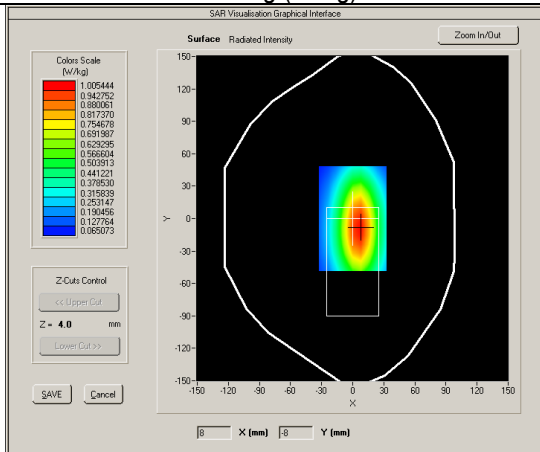 SAR Visualisation Graphical Interface
Surface Radiated Intensity
Zoom In/Out
Colors Scale
(W/kg)
1.005444
0.942752
0.880061
0.817370
0.754678
0.691987
0.629295
0.566604
0.503913
0.441221
0.378530
0.315839
0.253147
0.190456
0.127764
0.065073
Z-Cuts Control
<< Upper Cut
Z = 4.0 mm
Lower Cut >>
SAVE Cancel
150
120
90
60
30
0
-30
-60
-90
-120
-150
Y
-150 -120 -90 -60 -30 0 30 60 90 120 150
X
8 X (mm) -8 Y (mm)